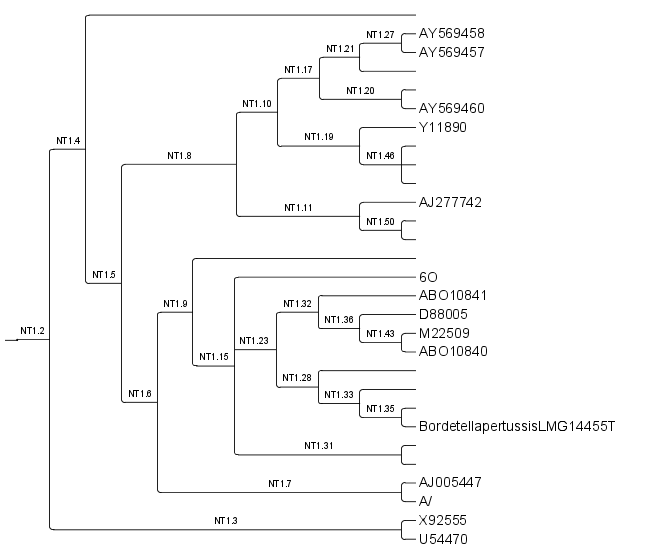 NT1.27
AY569458
NT1.21
AY569457
NT1.17
NT1.20
NT1.10
AY569460
Y11890
NT1.19
NT1.4
NT1.46
NT1.8
AJ277742
NT1.11
NT1.50
NT1.5
6O
NT1.9
NT1.32
ABO10841
NT1.36
D88005
NT1.2
NT1.23
NT1.43
M22509
NT1.15
ABO10840
NT1.28
NT1.6
NT1.33
NT1.35
BordetellapertussisLMG14455T
NT1.31
NT1.7
AJ005447
A/
NT1.3
X92555
U54470